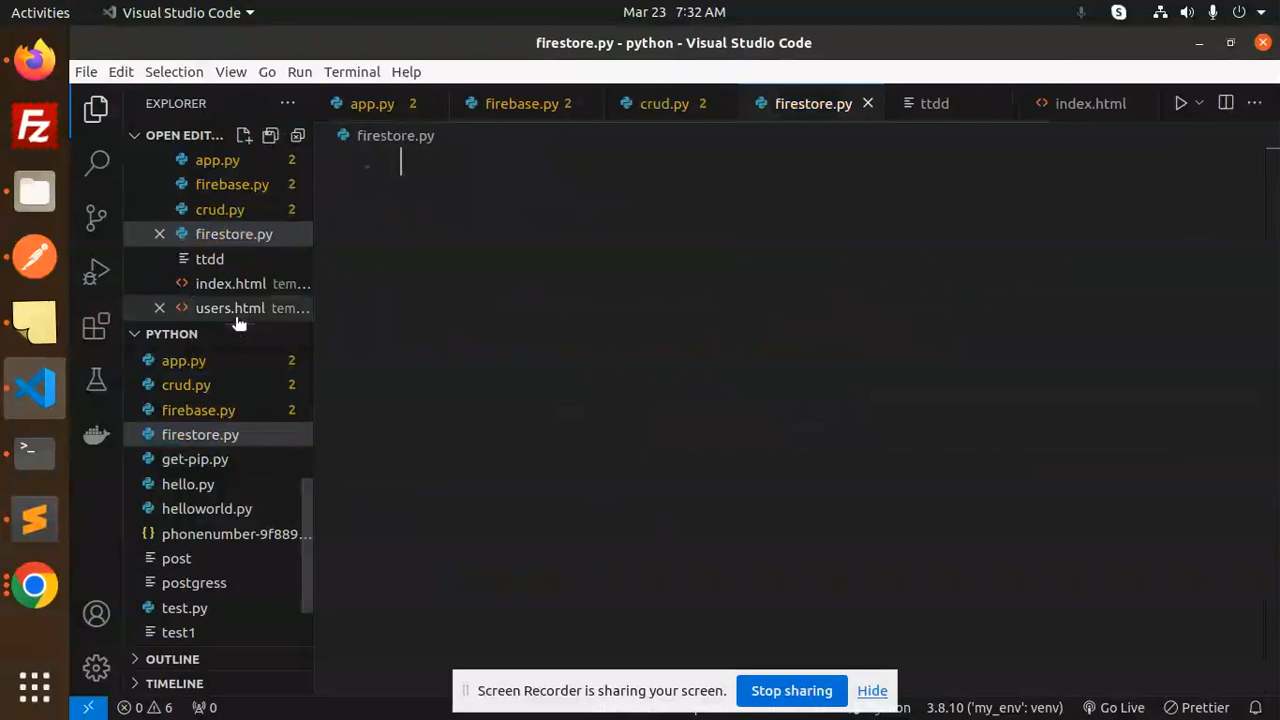 Activities
Visual Studio Code
Mar 23 7:32 AM
firestore.py - python - Visual Studio Code
File Edit Selection View Go Run Terminal Help
EXPLORER
app.py 2
firebase.py 2
crud.py 2
firestore.py
ttdd
index.html
OPEN EDIT...
firestore.py
app.py 2
firebase.py 2
crud.py 2
firestore.py
ttdd
index.html tem...
users.html tem...
PYTHON
app.py 2
crud.py 2
firebase.py 2
firestore.py
get-pip.py
hello.py
helloworld.py
phonenumber-9f889...
post
postgress
test.py
test1
OUTLINE
TIMELINE
Screen Recorder is sharing your screen.
Stop sharing
Hide
0 6 0
3.8.10 ('my_env': venv)
Go Live
Prettier